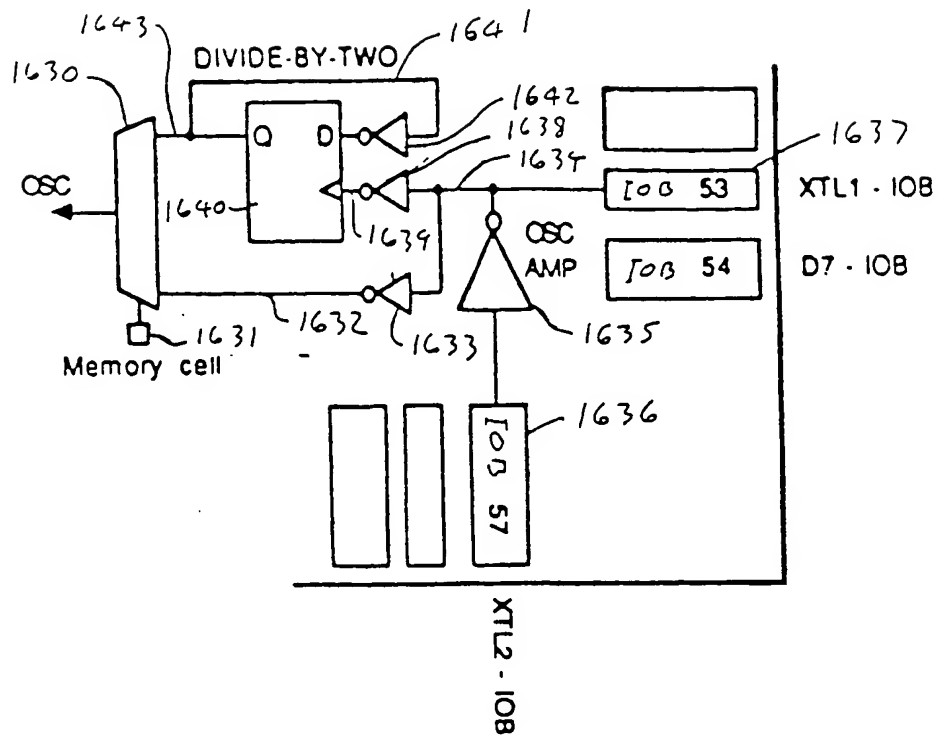 1643
1641
DIVIDE-BY-TWO
1630
1642
1638
1634
1637
Q
D
IOB 53
XTL1 - IOB
OSC
1640
1639
OSC
AMP
IOB 54
D7 - IOB
1632
1633
1635
1631
Memory cell
1636
IOB 57
XTL2 - IOB